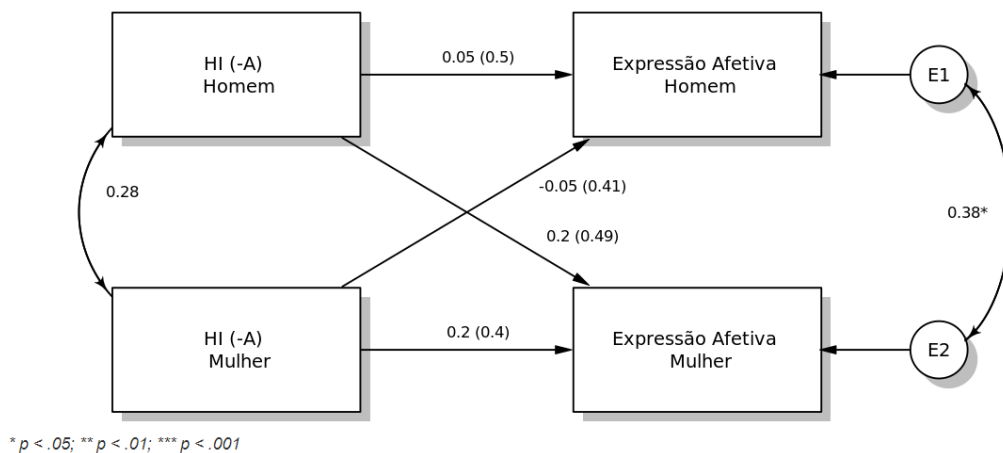 HI (-A)
Homem
0.05 (0.5)
Expressão Afetiva
Homem
E1
0.28
-0.05 (0.41)
0.2 (0.49)
0.38*
HI (-A)
Mulher
0.2 (0.4)
Expressão Afetiva
Mulher
E2
* p < .05; ** p < .01; *** p < .001